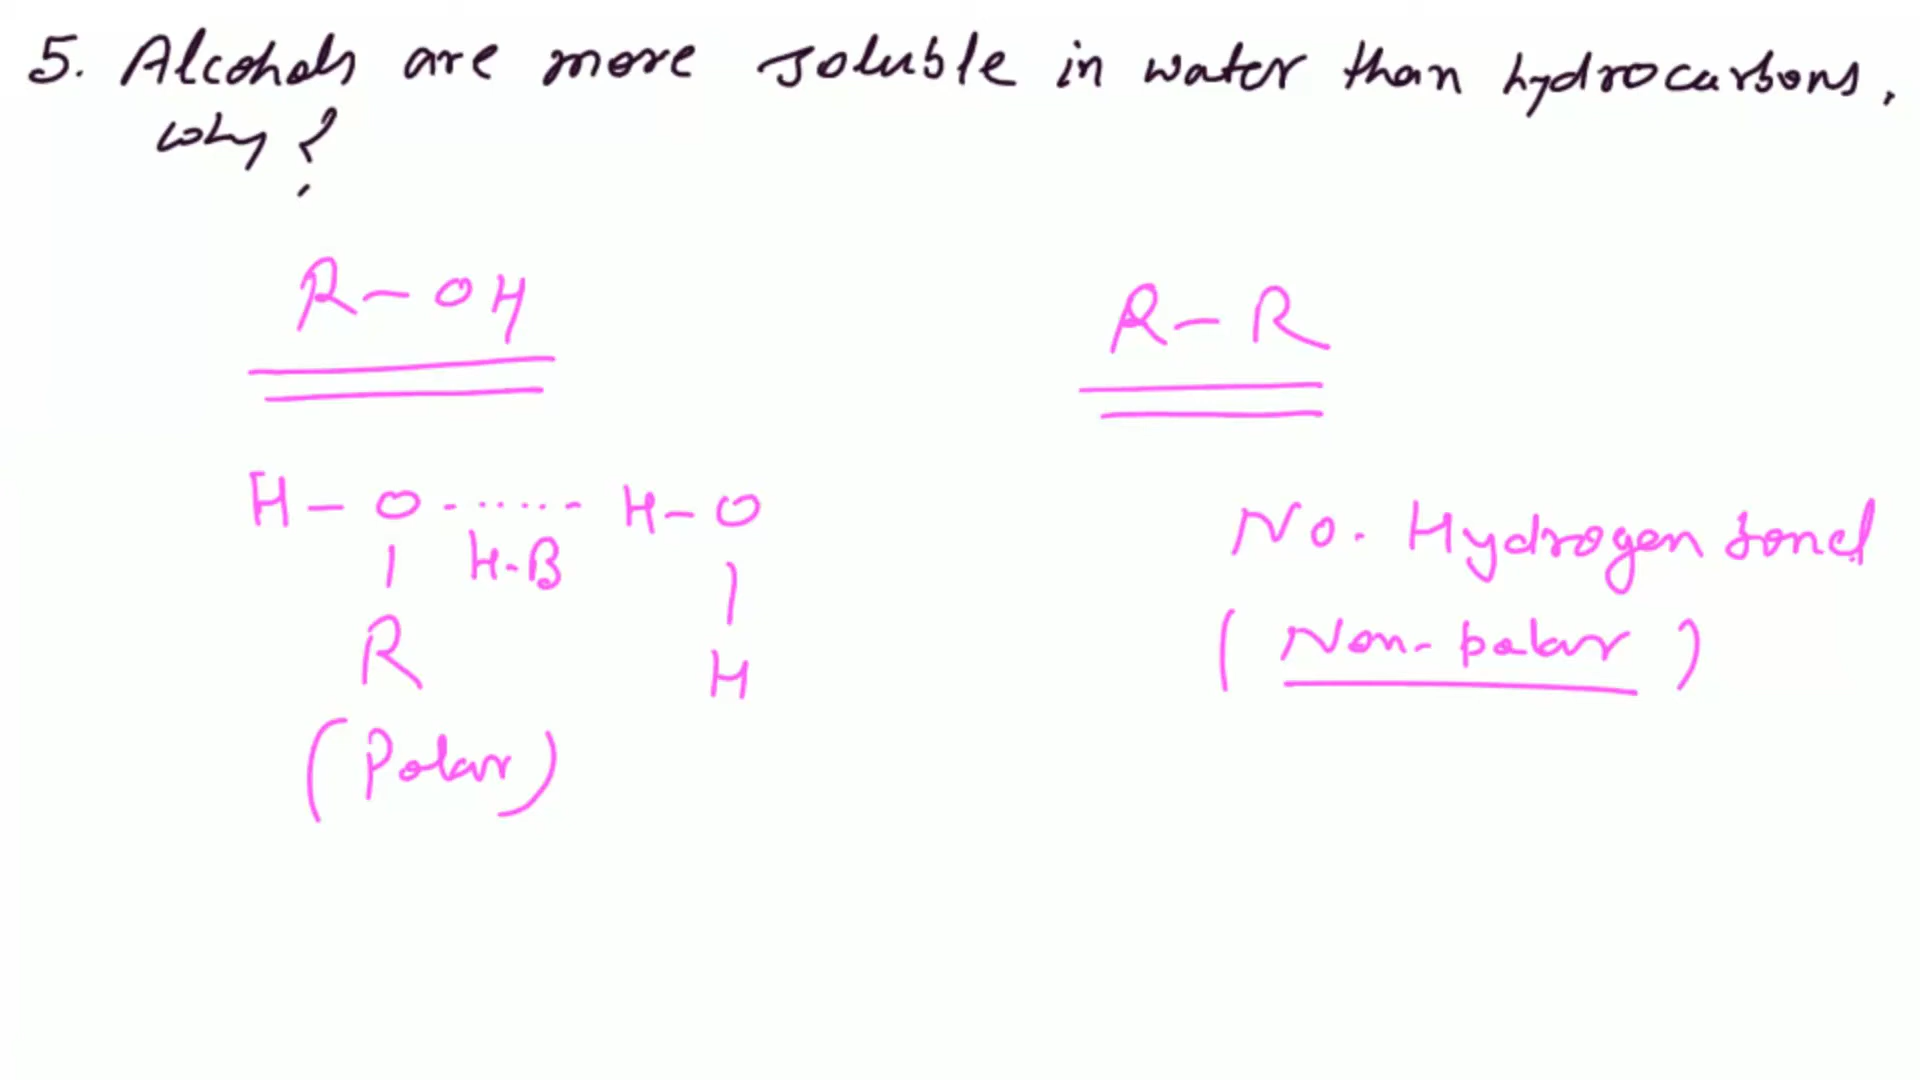 5. Alcohols are more soluble in water than hydrocarbons.
why?
R-OH
R-R
H-O ------- H-O
H.B
R
H
(Polar)
No. Hydrogen bond
(Non-polar)